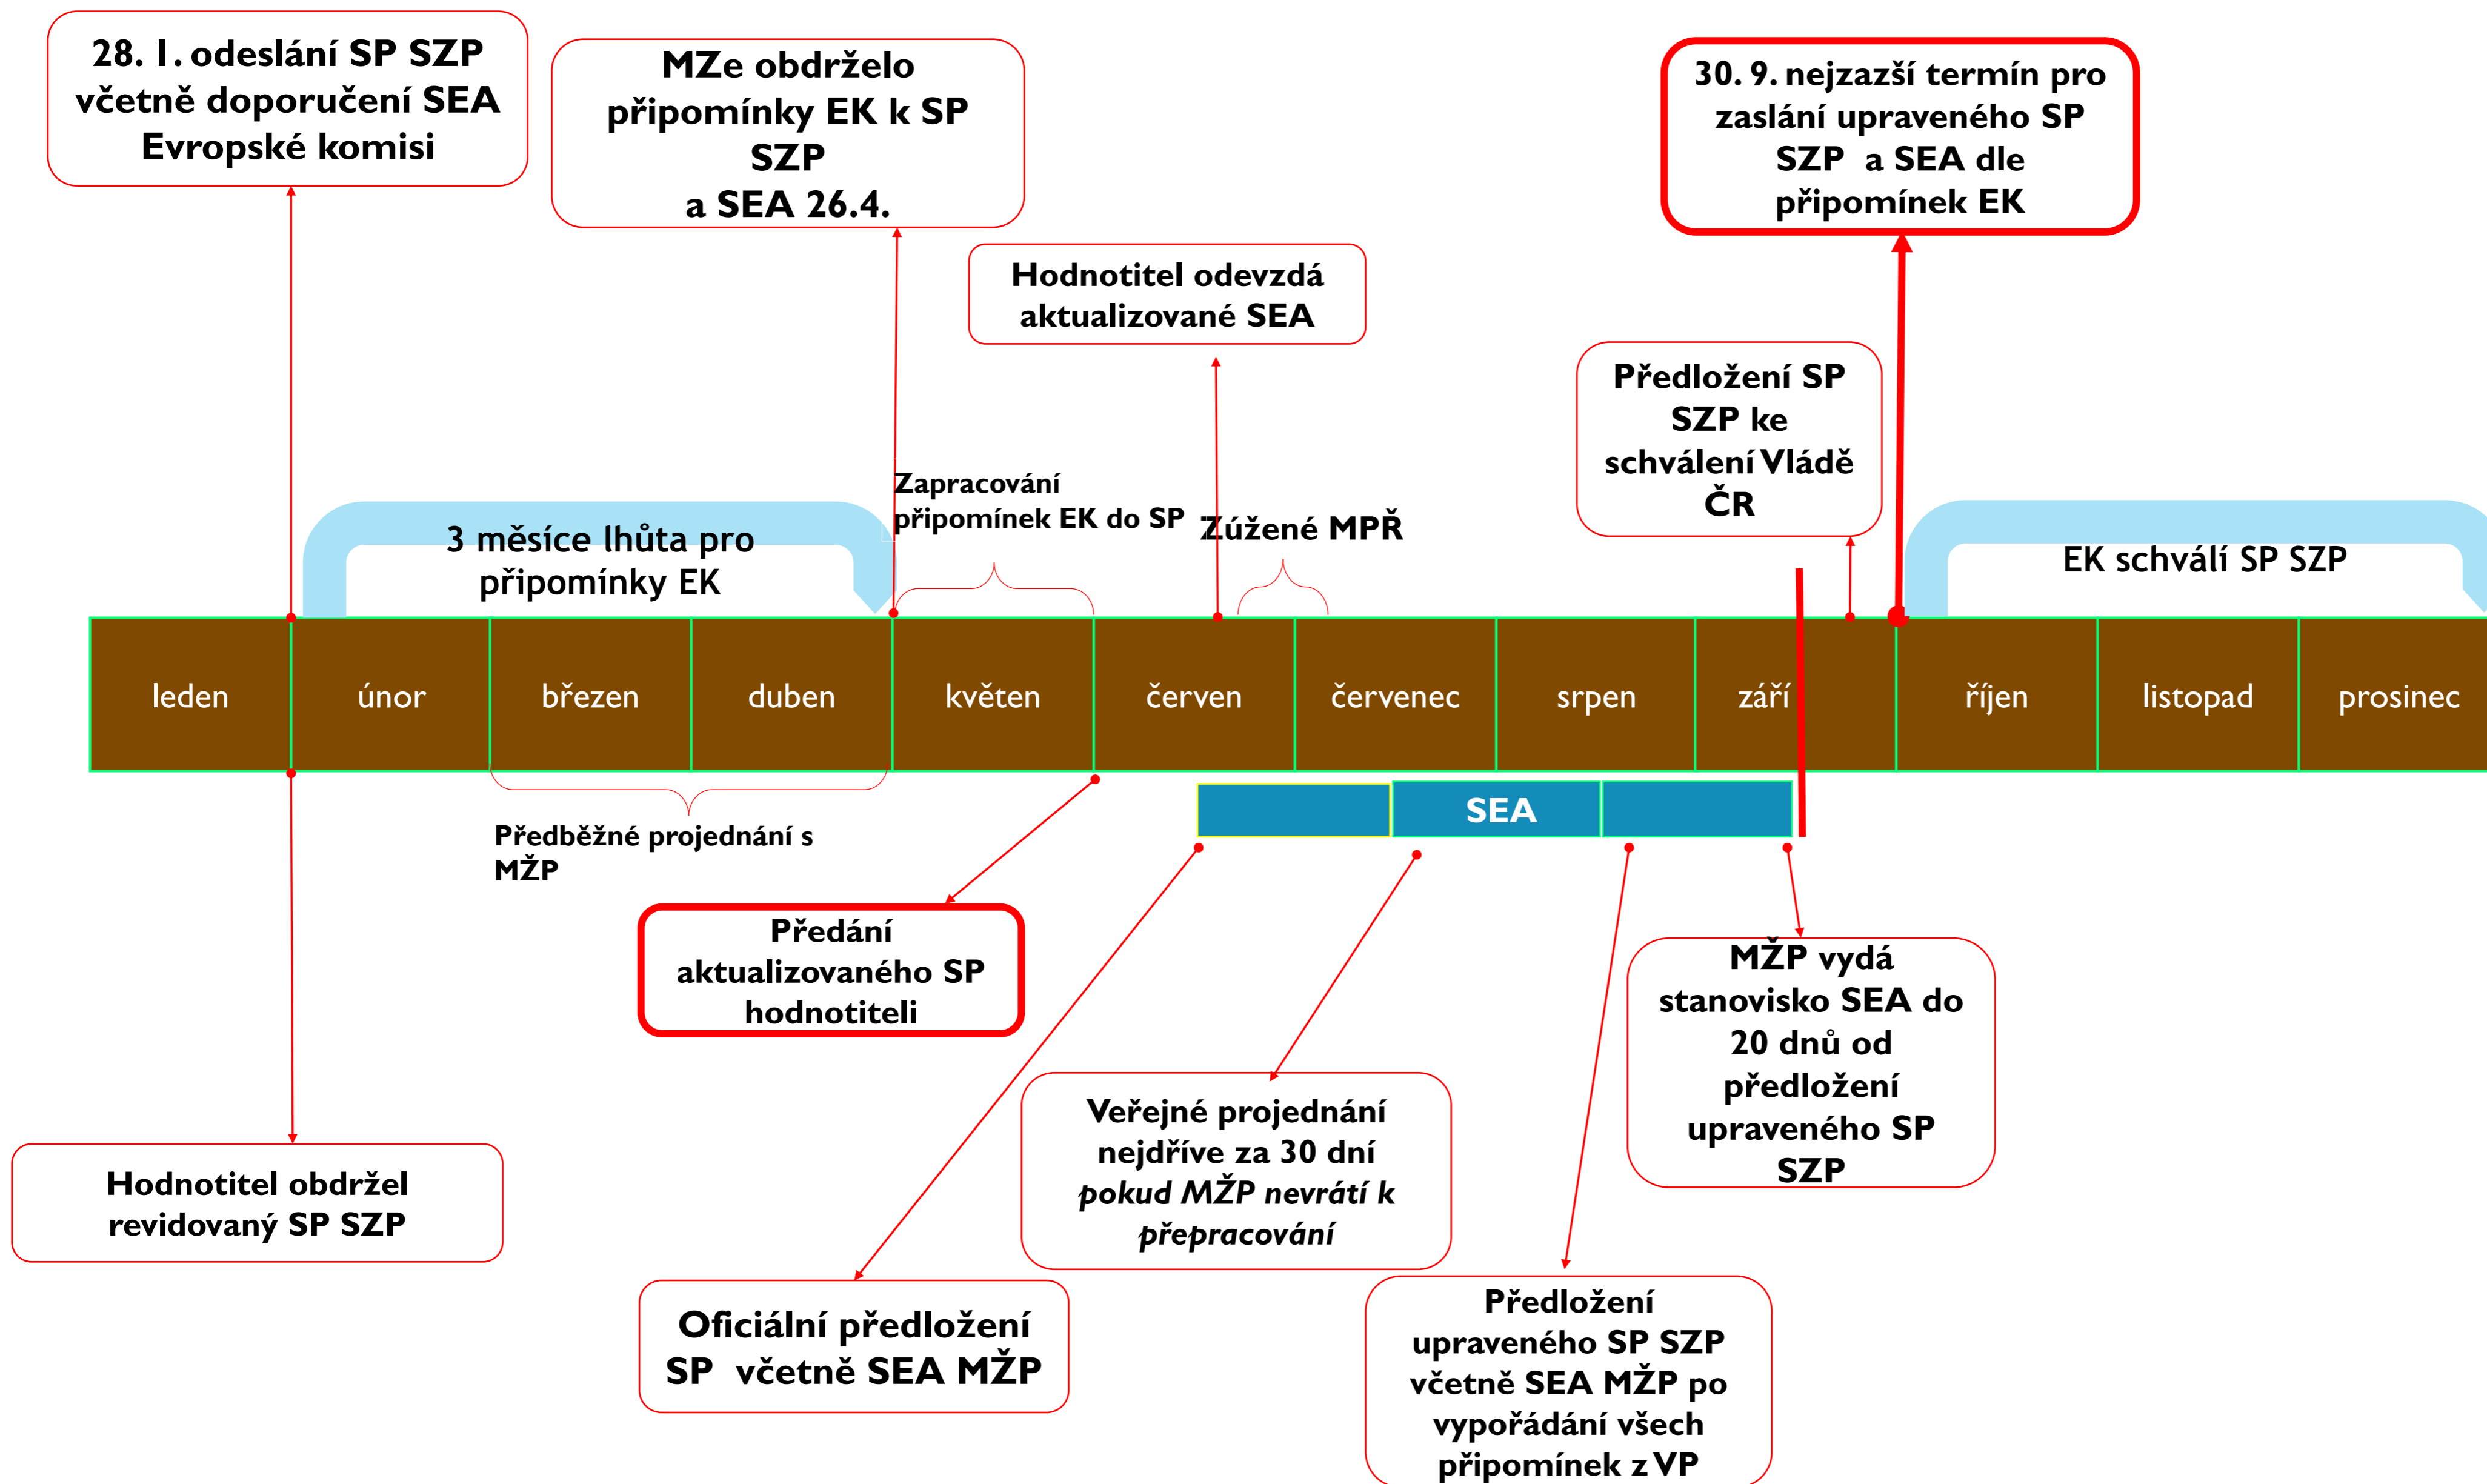 28. 1. odeslání SP SZP
včetně doporučení SEA
Evropské komisi
MZe obdrželo
připomínky EK k SP
SZP
a SEA 26.4.
30. 9. nejzazší termín pro
zaslání upraveného SP
SZP a SEA dle
připomínek EK
Hodnotitel odevzdá
aktualizované SEA
Předložení SP
SZP ke
schválení Vládě
ČR
Zapracování
připomínek EK do SP
Zúžené MPŘ
3 měsíce lhůta pro
připomínky EK
EK schválí SP SZP
leden
únor
březen
duben
květen
červen
červenec
srpen
září
říjen
listopad
prosinec
SEA
Předběžné projednání s
MŽP
Předání
aktualizovaného SP
hodnotiteli
MŽP vydá
stanovisko SEA do
20 dnů od
předložení
upraveného SP
SZP
Veřejné projednání
nejdříve za 30 dní
pokud MŽP nevrátí k
přepracování
Hodnotitel obdržel
revidovaný SP SZP
Oficiální předložení
SP včetně SEA MŽP
Předložení
upraveného SP SZP
včetně SEA MŽP po
vypořádání všech
připomínek z VP